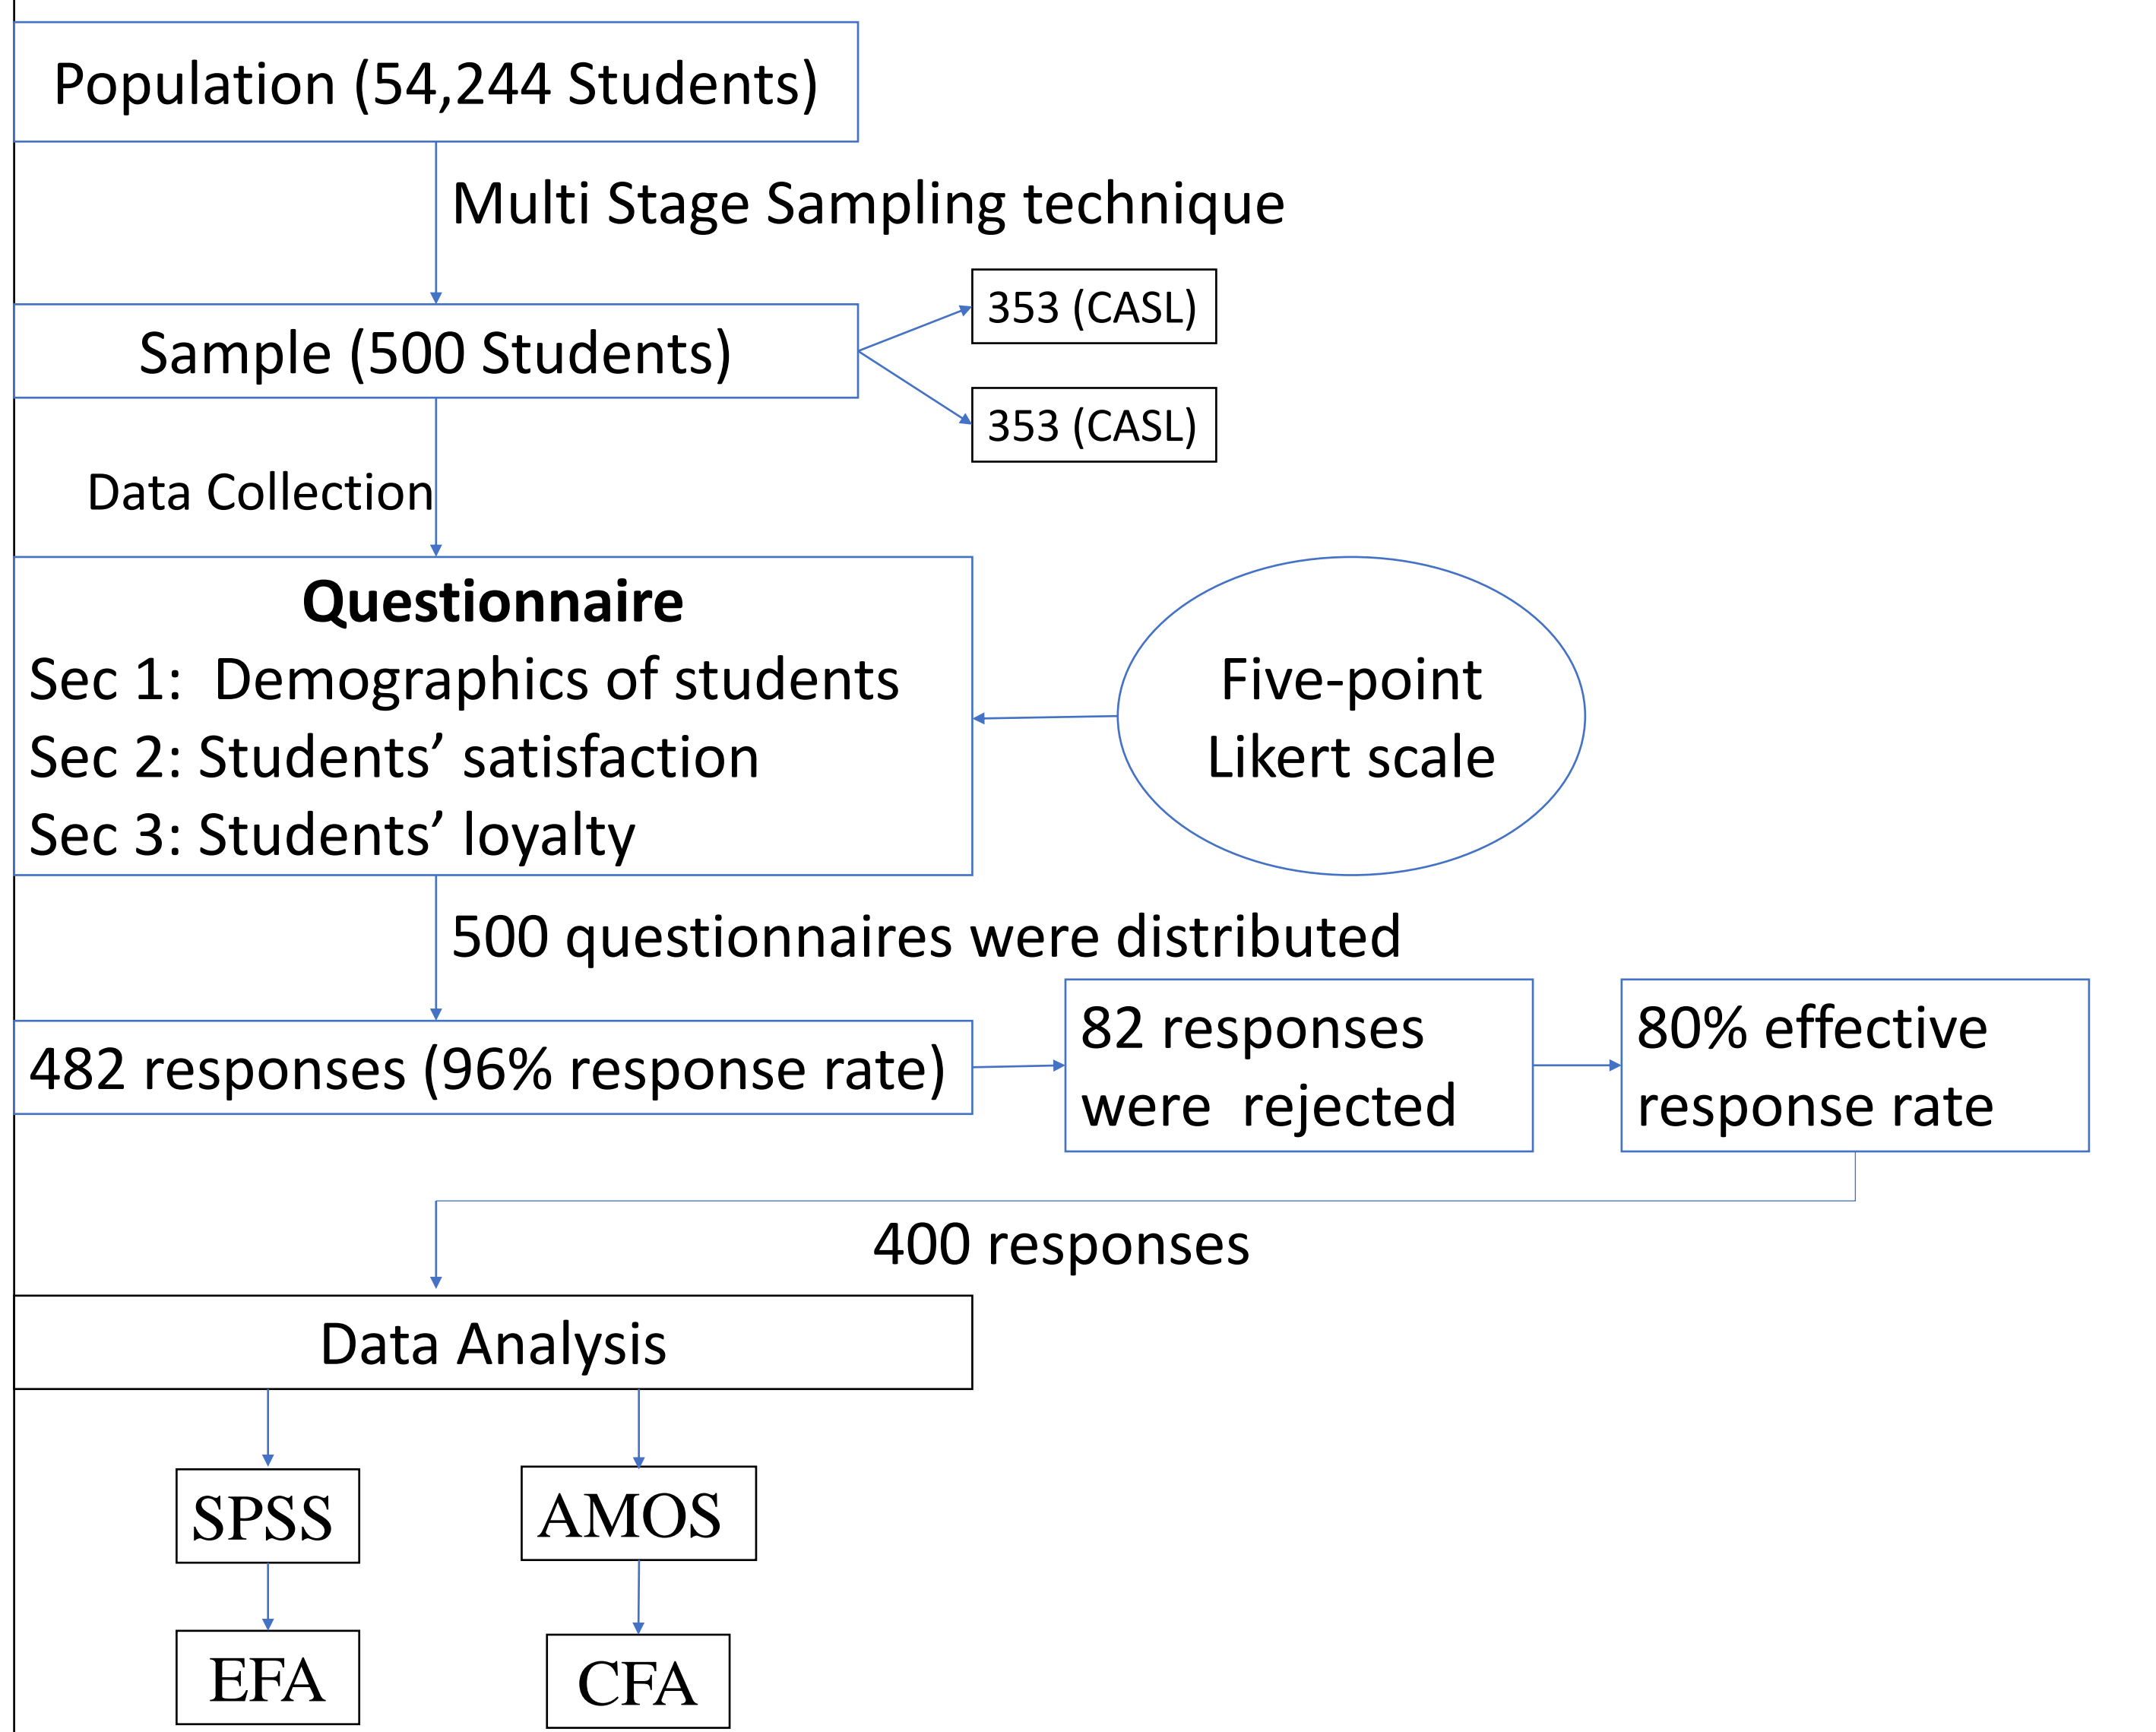 Population (54,244 Students)
Multi Stage Sampling technique
353 (CASL)
Sample (500 Students)
353 (CASL)
Data Collection
Questionnaire
Sec 1:  Demographics of students
Sec 2: Students’ satisfaction
Sec 3: Students’ loyalty
Five-point
Likert scale
500 questionnaires were distributed
482 responses (96% response rate)
82 responses
were  rejected
80% effective
response rate
400 responses
Data Analysis
SPSS
AMOS
EFA
CFA